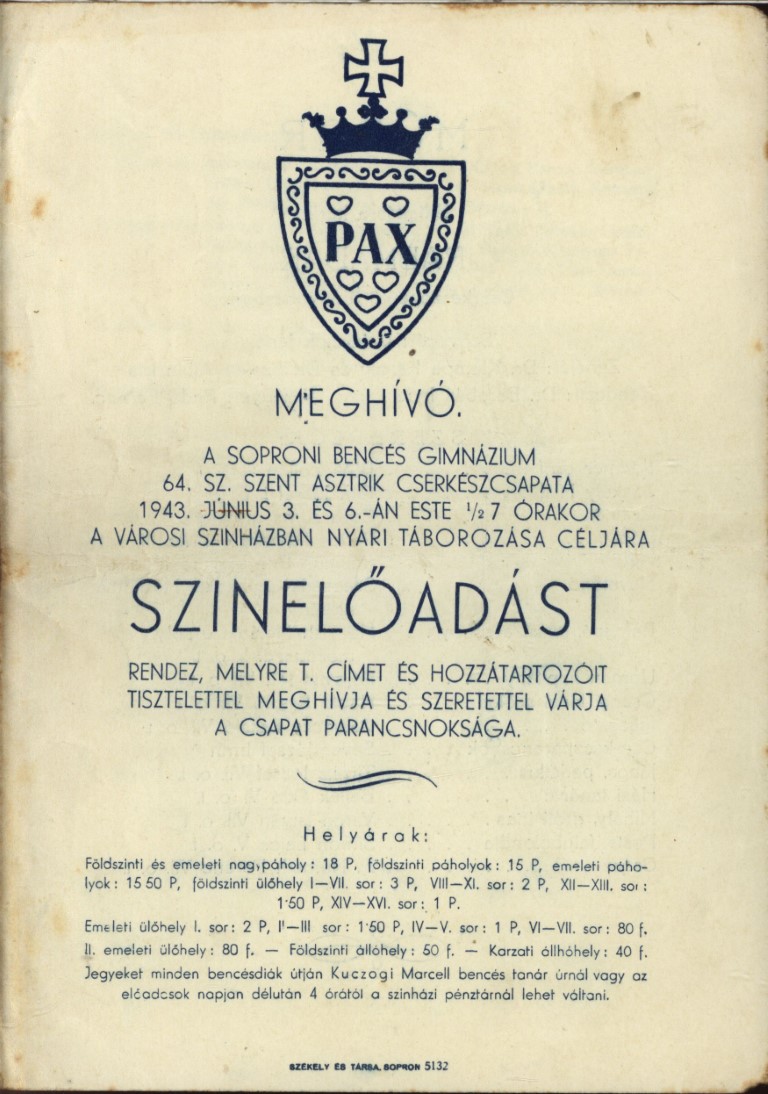 PAX
MEGHÍVÓ.
A SOPRONI BENCÉS GIMNÁZIUM
64. SZ. SZENT ASZTRIK CSERKÉSZCSAPATA
1943. JÚNIUS 3. ÉS 6.-ÁN ESTE ½ 7 ÓRAKOR
A VÁROSI SZINHÁZBAN NYÁRI TÁBOROZÁSA CÉLJÁRA
SZINELŐADÁST
RENDEZ, MELYRE T. CÍMET ÉS HOZZÁTARTOZÓIT
TISZTELETTEL MEGHÍVJA ÉS SZERETETTEL VÁRJA
A CSAPAT PARANCSNOKSÁGA.
Helyárak:
Földszinti és emeleti nagypáholy: 18 P, földszinti páholyok: 15 P, emeleti páho-
lyok: 15 50 P, földszinti ülőhely I—VII. sor: 3 P, VIII—XI. sor: 2 P, XII—XIII. sor:
1·50 P, XIV—XVI. sor: 1 P.
Emeleti ülőhely I. sor: 2 P, II—III sor: 1·50 P, IV—V. sor: 1 P, VI—VII. sor: 80 f.
II. emeleti ülőhely: 80 f. — Földszinti állóhely: 50 f. — Karzati állhóhely: 40 f.
Jegyeket minden bencésdiák útján Kuczogi Marcell bencés tanár úrnál vagy az
előadások napján délután 4 órától a szinházi pénztárnál lehet váltani.
SZÉKELY ÉS TÁRSA, SOPRON 5132